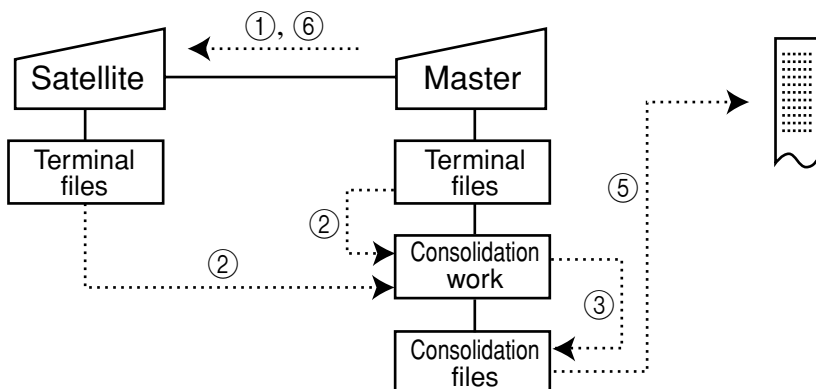 ①, ⑥
Satellite
Master
Terminal
files
Terminal
files
②
②
Consolidation
work
③
Consolidation
files
⑤